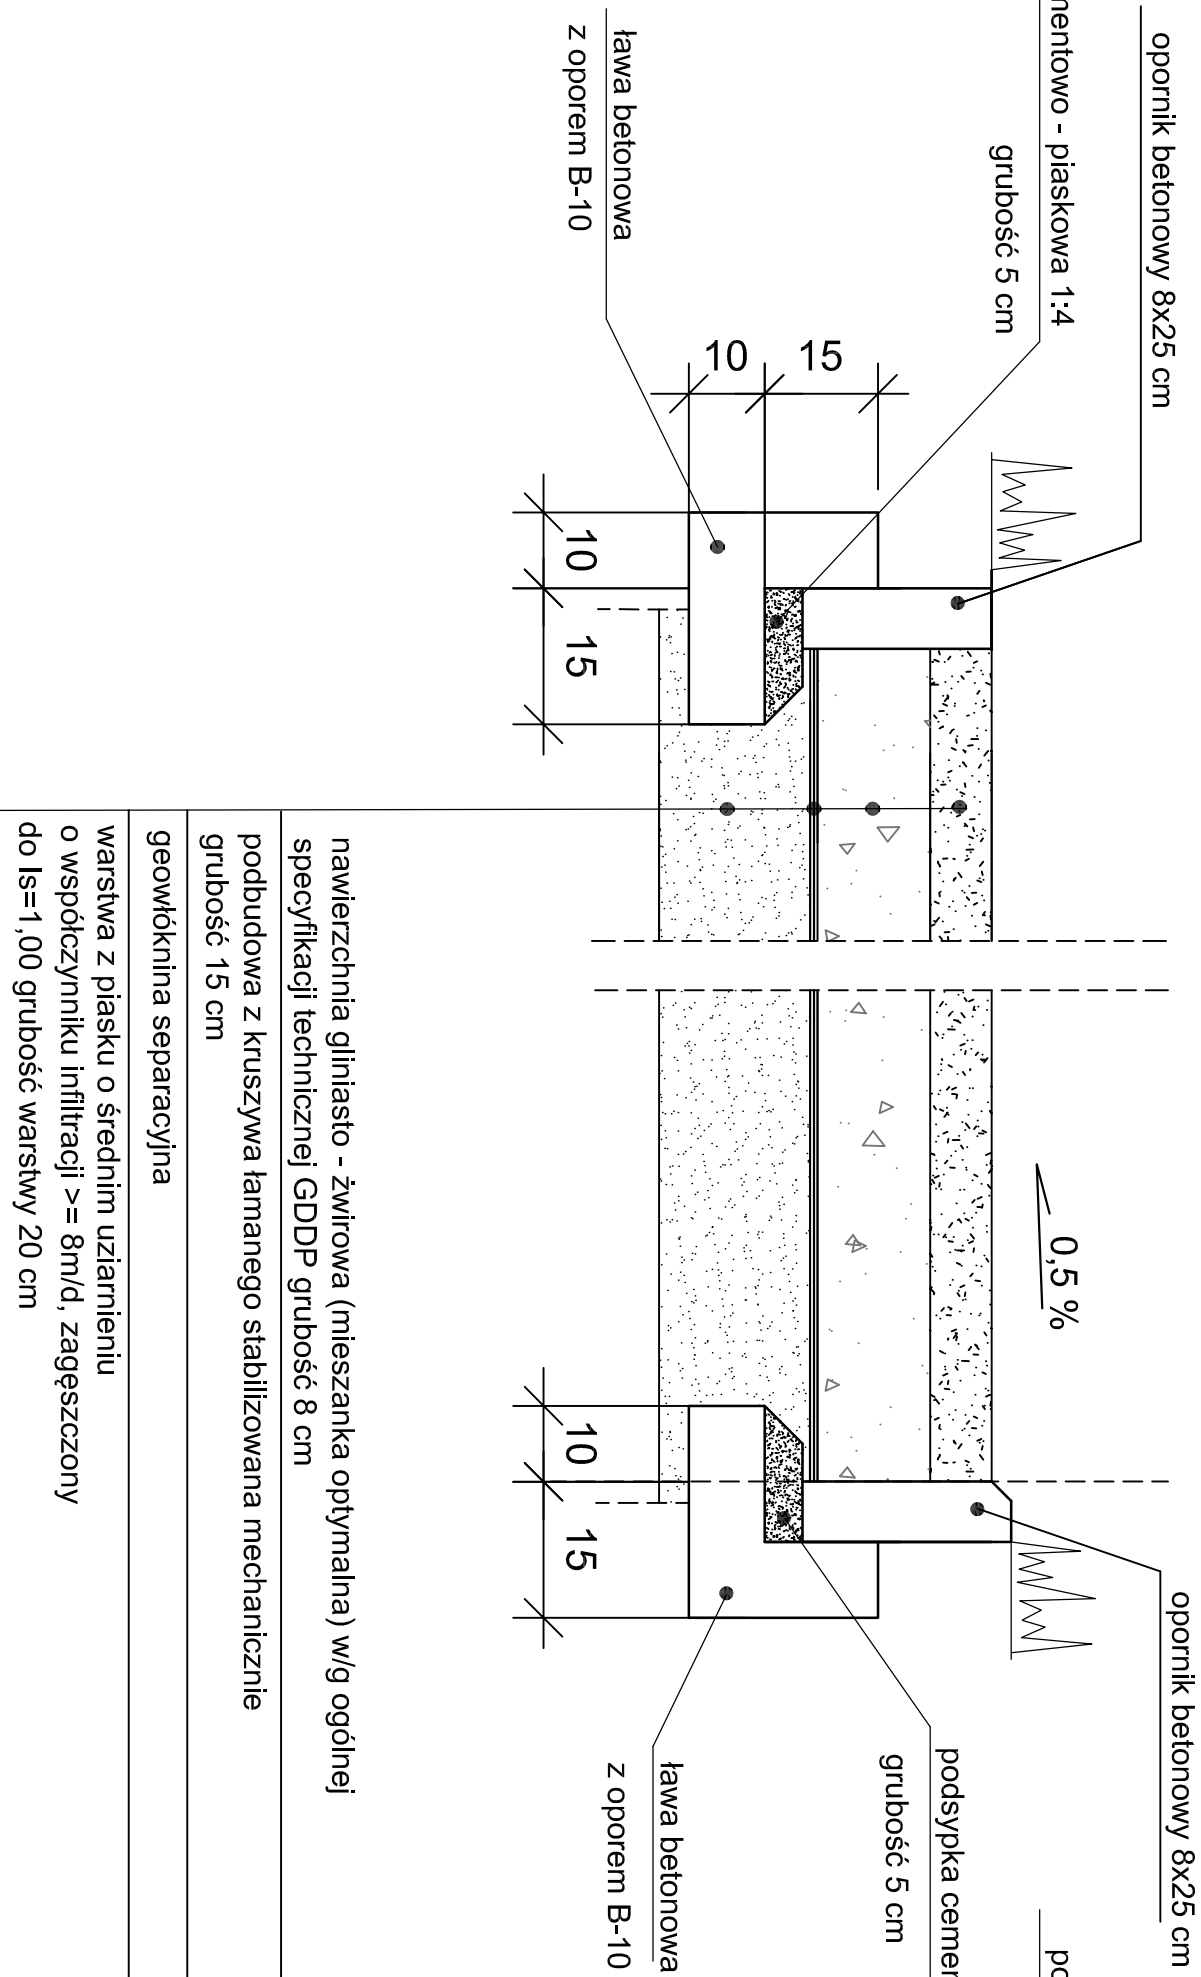 opornik betonowy 8x25 cm
entowo - piaskowa 1:4
grubość 5 cm
ława betonowa
z oporem B-10
10
15
10
15
0,5 %
10
15
opornik betonowy 8x25 cm
podsypka cemen
grubość 5 cm
ława betonowa
z oporem B-10
po
nawierzchnia gliniasto - żwirowa (mieszanka optymalna) w/g ogólnej
specyfikacji technicznej GDDP grubość 8 cm
podbudowa z kruszywa łamanego stabilizowana mechanicznie
grubość 15 cm
geowłóknina separacyjna
warstwa z piasku o średnim uziarnieniu
o współczynniku infiltracji >= 8m/d, zagęszczony
do Is=1,00 grubość warstwy 20 cm